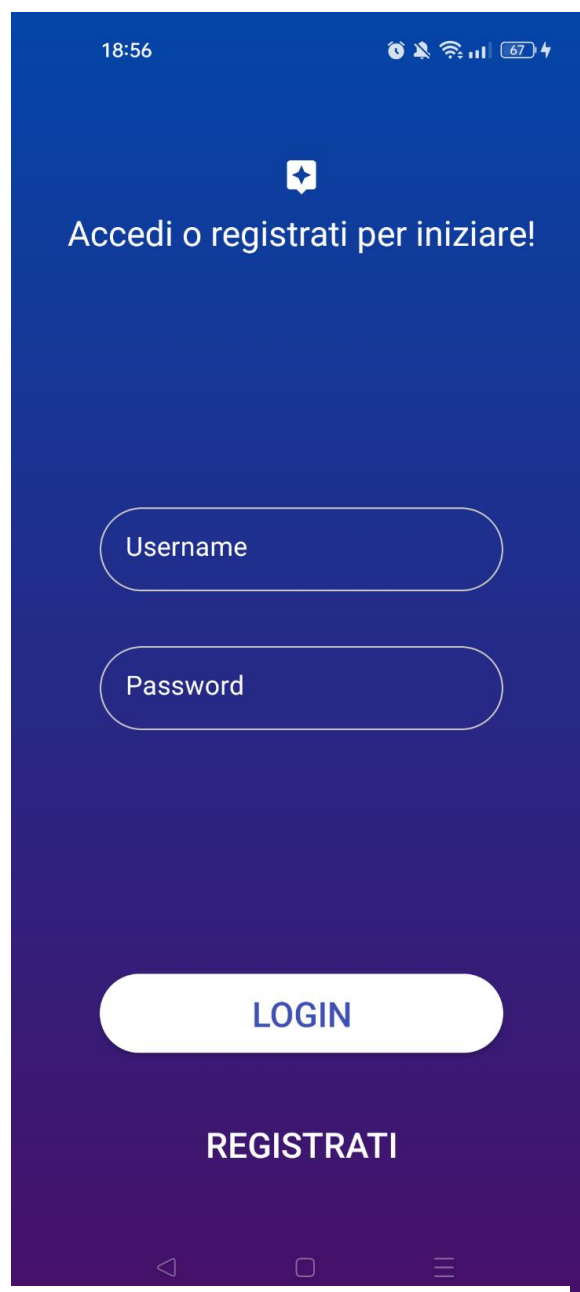 18:56
67
Accedi o registrati per iniziare!
Username
Password
LOGIN
REGISTRATI